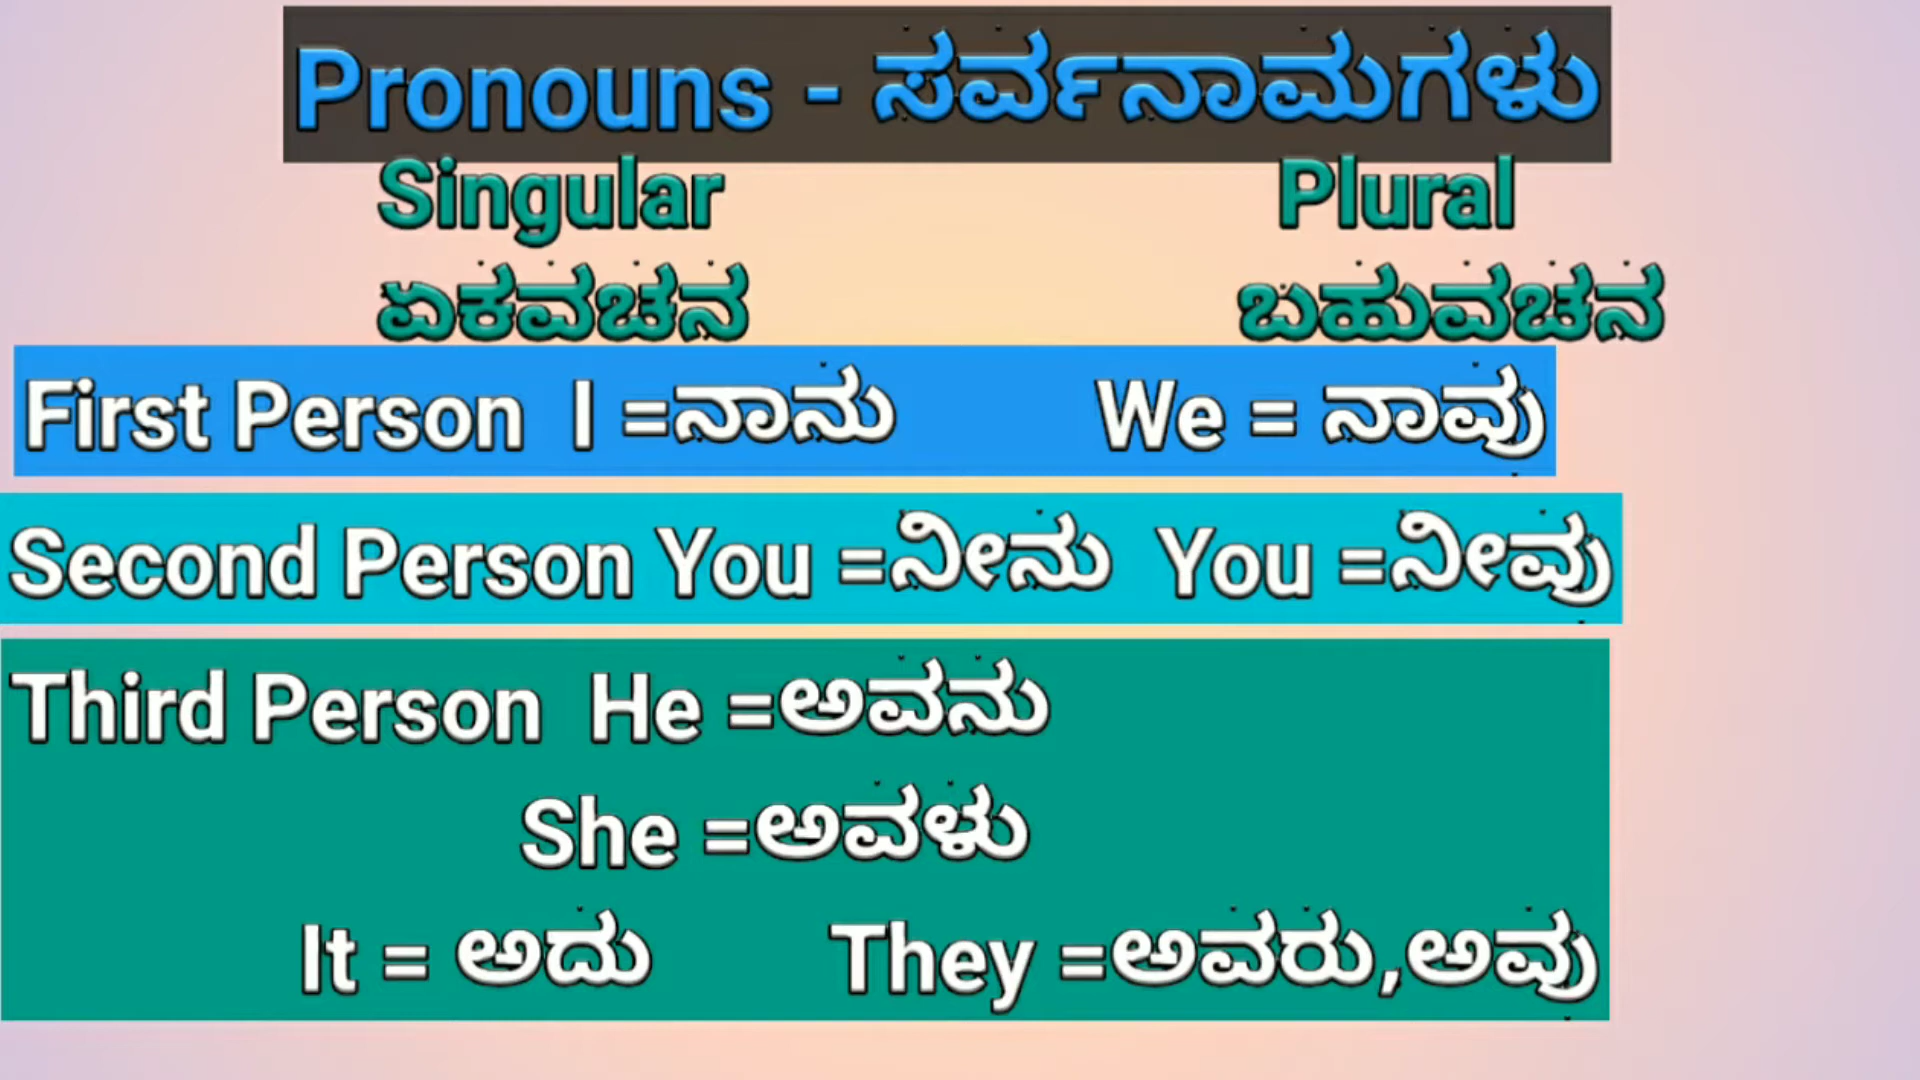 Pronouns - ಸರ್ವನಾಮಗಳು
Singular Plural
ಏಕವಚನ ಬಹುವಚನ
First Person I =ನಾನು We = ನಾವು
Second Person You =ನೀನು You =ನೀವು
Third Person He =ಅವನು
She =ಅವಳು
It = ಅದು They =ಅವರು,ಅವು